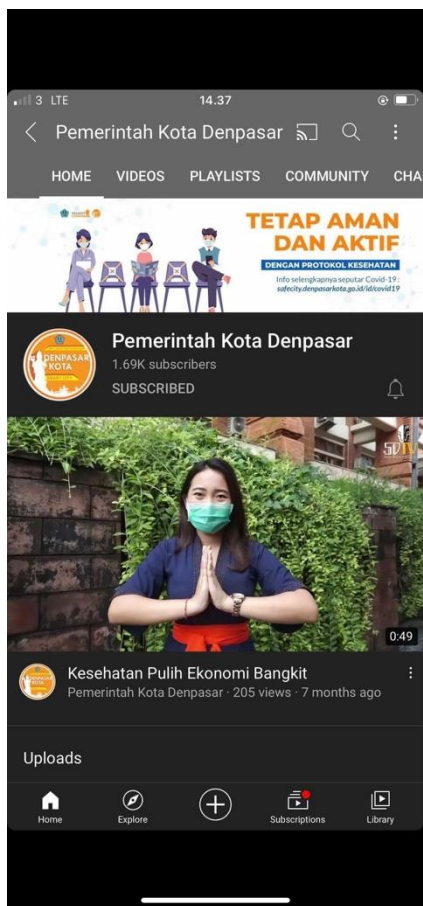 3 LTE 14.37
Pemerintah Kota Denpasar
HOME VIDEOS PLAYLISTS COMMUNITY CHA
TETAP AMAN
DAN AKTIF
DENGAN PROTOKOL KESEHATAN
Info selengkapnya seputar Covid-19 :
safecity.denpasarkota.go.id/id/covid19
DENPASAR
KOTA
Pemerintah Kota Denpasar
1.69K subscribers
SUBSCRIBED
0:49
Kesehatan Pulih Ekonomi Bangkit
Pemerintah Kota Denpasar · 205 views · 7 months ago
Uploads
Home Explore Subscriptions Library